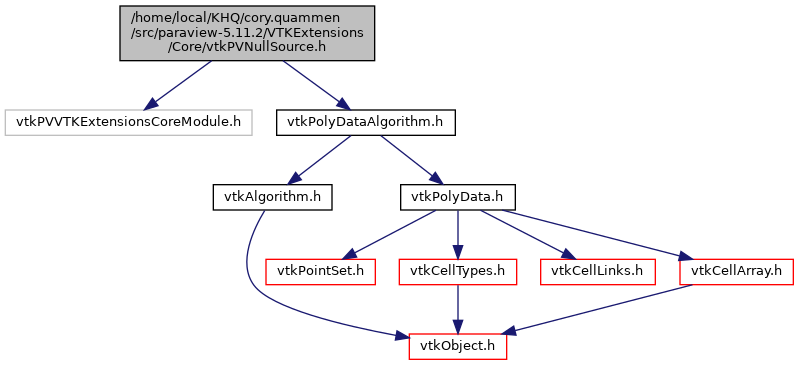 /home/local/KHQ/cory.quammen
/src/paraview-5.11.2/VTKExtensions
/Core/vtkPVNullSource.h
vtkPVVTKExtensionsCoreModule.h
vtkPolyDataAlgorithm.h
vtkAlgorithm.h
vtkPolyData.h
vtkPointSet.h
vtkCellTypes.h
vtkCellLinks.h
vtkCellArray.h
vtkObject.h